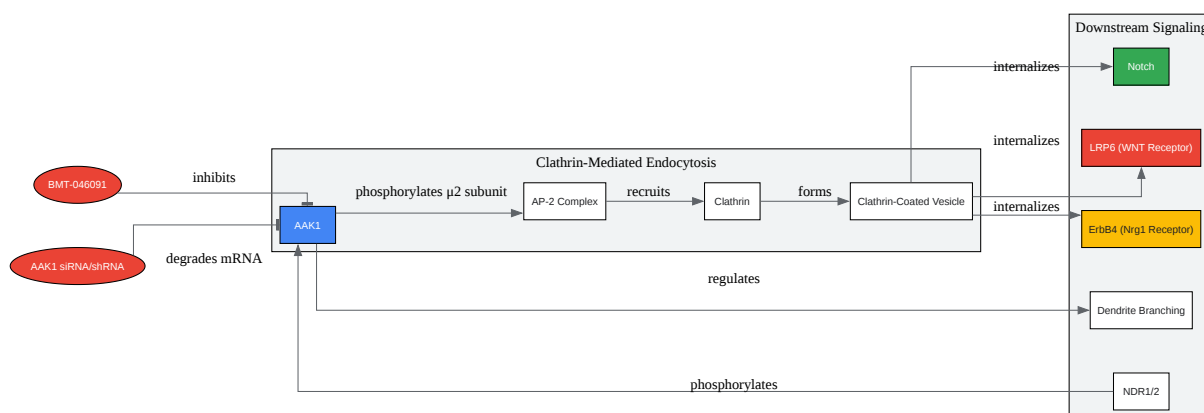 Downstream Signaling
Notch
internalizes
LRP6 (WNT Receptor)
internalizes
Clathrin-Mediated Endocytosis
BMT-046091
inhibits
phosphorylates μ2 subunit
recruits
forms
AP-2 Complex
Clathrin
Clathrin-Coated Vesicle
internalizes
AAK1
ErbB4 (Nrg1 Receptor)
AAK1 siRNA/shRNA
degrades mRNA
regulates
Dendrite Branching
phosphorylates
NDR1/2